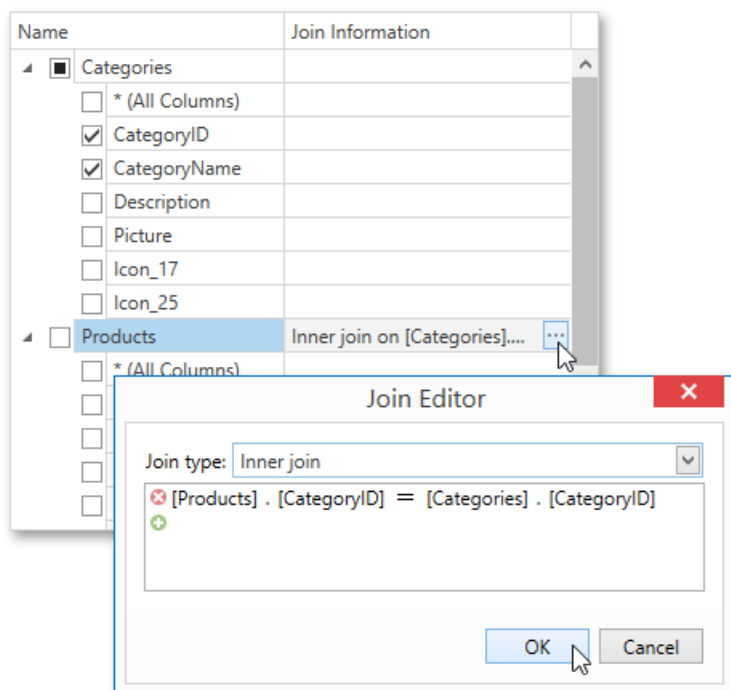 Name Join Information
Categories
* (All Columns)
CategoryID
CategoryName
Description
Picture
Icon_17
Icon_25
Products Inner join on [Categories].... ...
* (All Columns)
Join Editor
Join type: Inner join
[Products] . [CategoryID] = [Categories] . [CategoryID]
OK Cancel